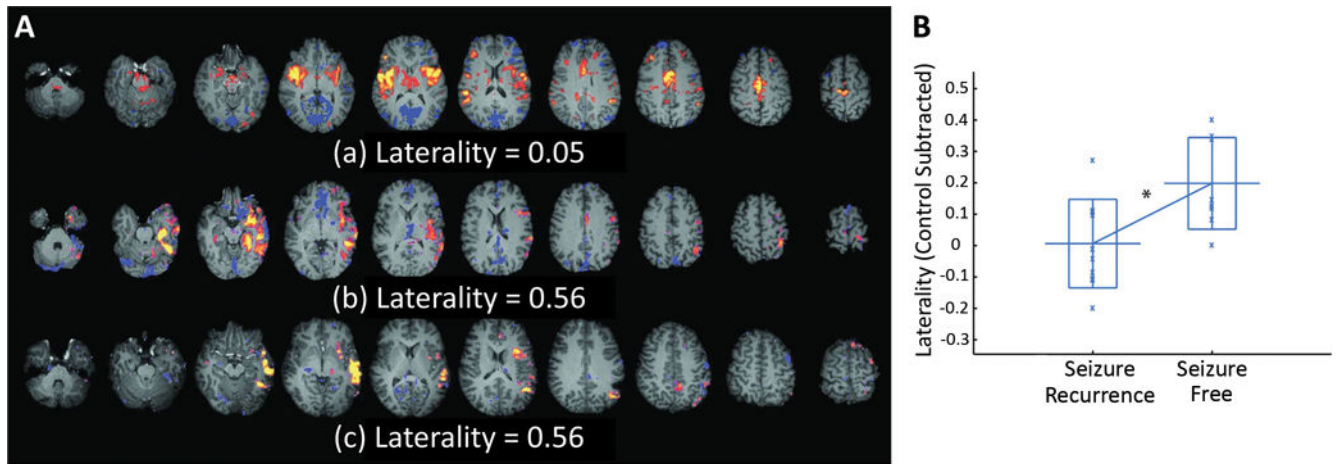 A
(a) Laterality = 0.05
(b) Laterality = 0.56
(c) Laterality = 0.56
B
Laterality (Control Subtracted)
0.5
0.4
0.3
0.2
0.1
0
-0.1
-0.2
-0.3
*
Seizure
Recurrence
Seizure
Free